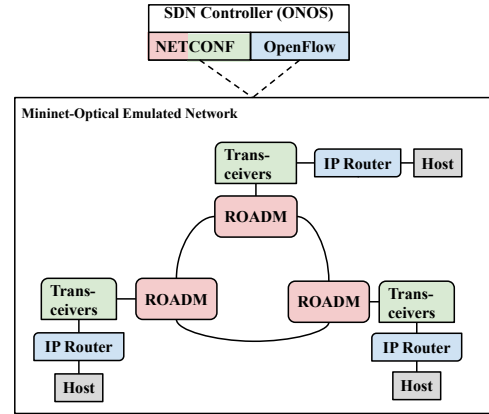 SDN Controller (ONOS)
NETCONF
OpenFlow
Mininet-Optical Emulated Network
Trans-
ceivers
IP Router
Host
ROADM
Trans-
ceivers
ROADM
ROADM
Trans-
ceivers
IP Router
IP Router
Host
Host